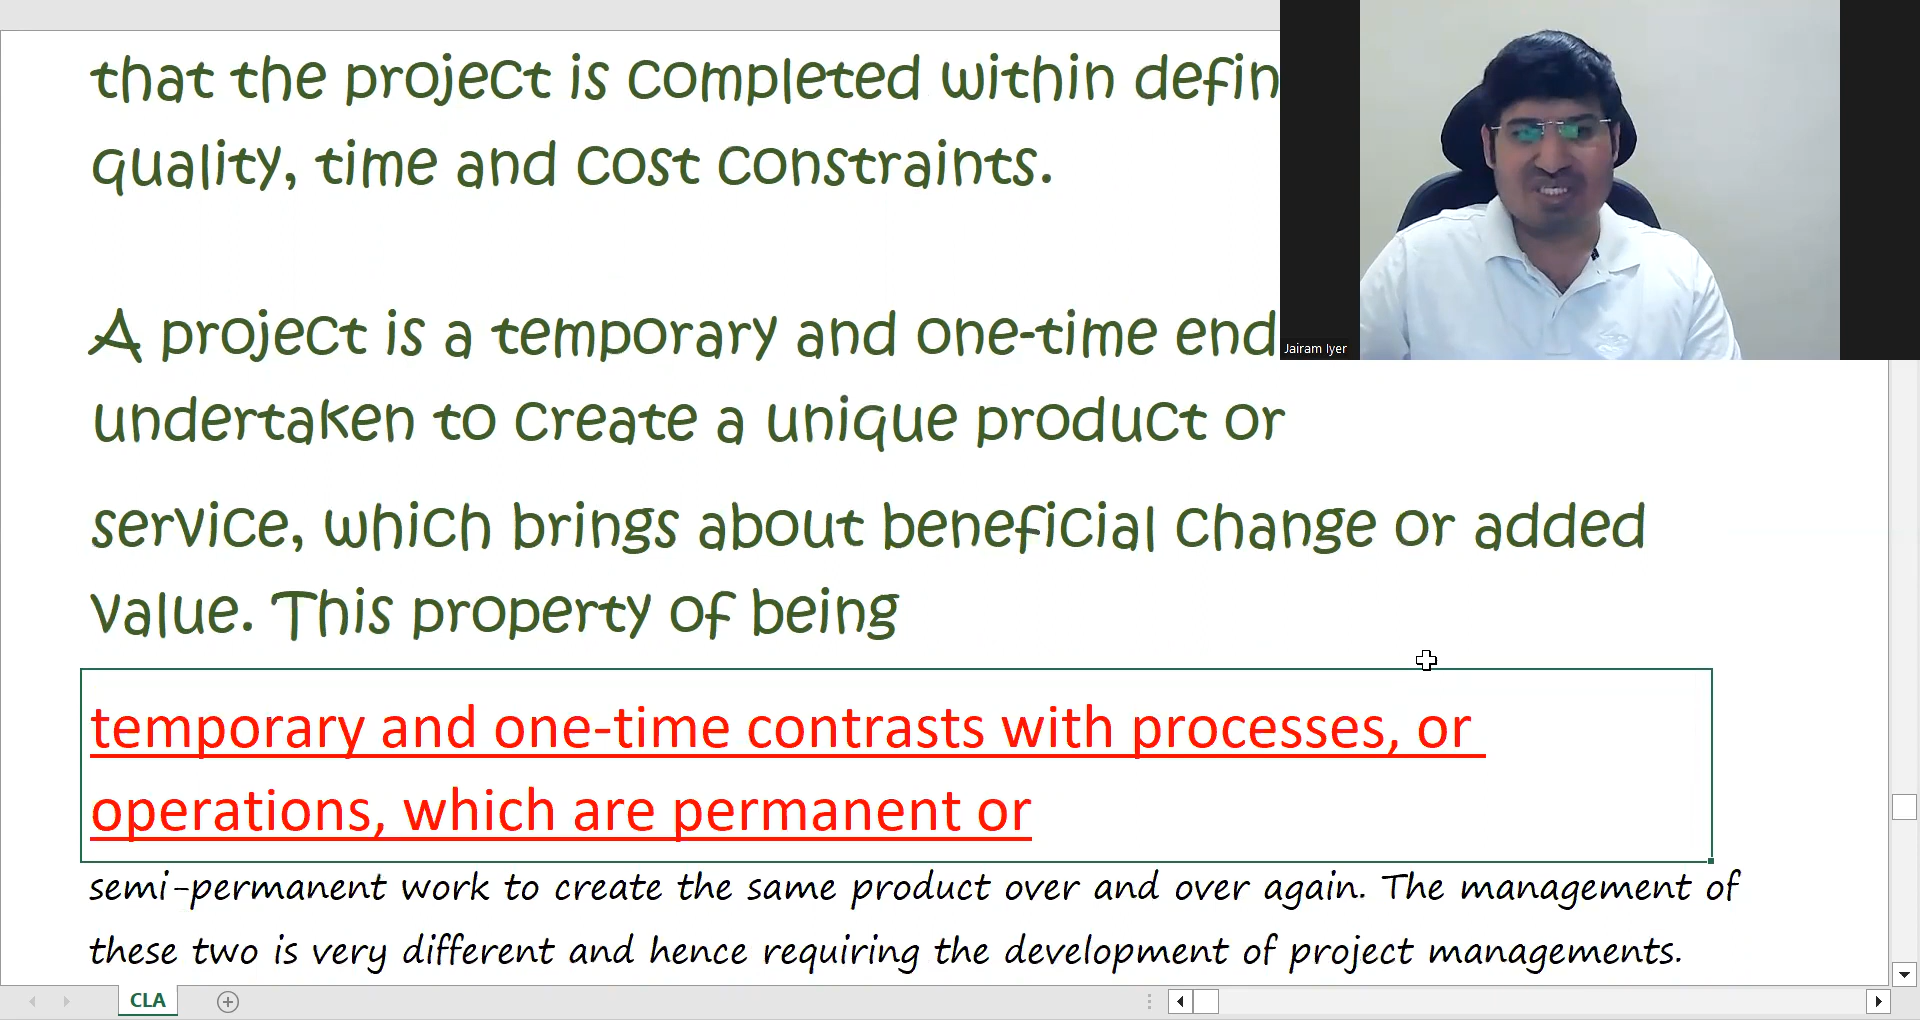 that the project is completed within defin
quality, time and cost constraints.
A project is a temporary and one-time end
Jairam Iyer
undertaken to create a unique product or
service, which brings about beneficial change or added
value. This property of being
temporary and one-time contrasts with processes, or
operations, which are permanent or
semi-permanent work to create the same product over and over again. The management of
these two is very different and hence requiring the development of project managements.
CLA